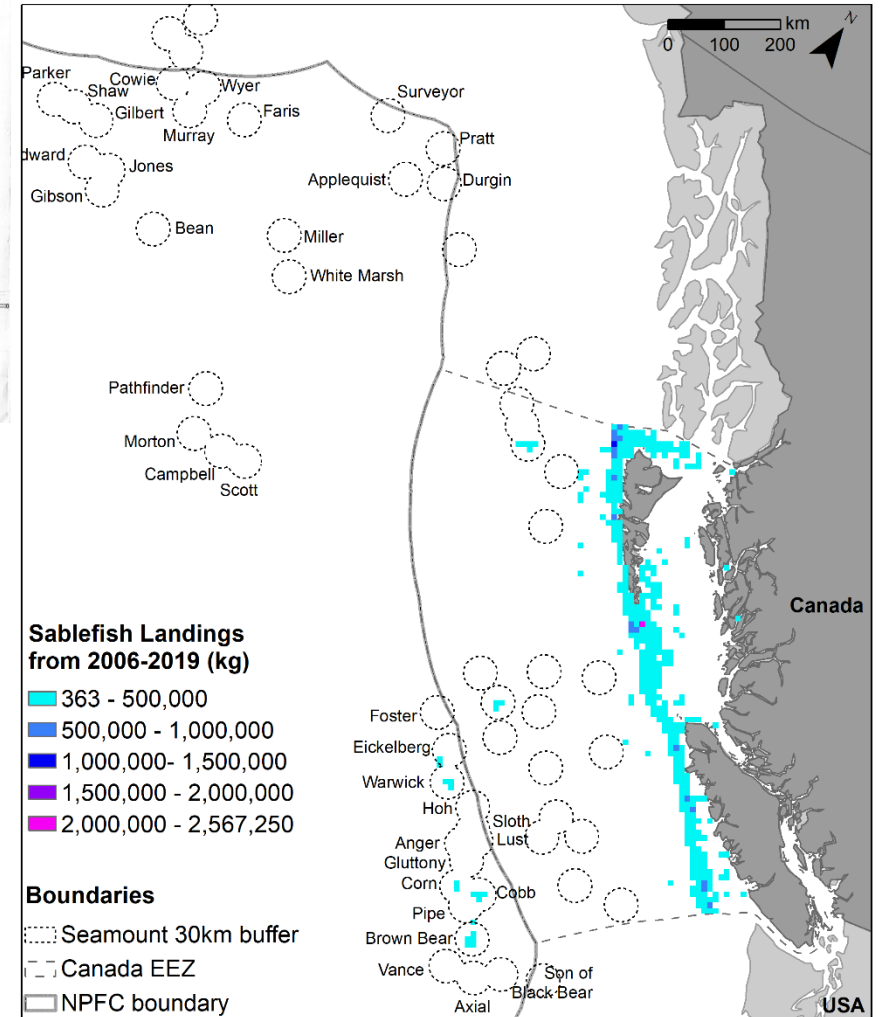 km
0 100 200
N
Parker
Cowie
Wyer
Shaw
Surveyor
Gilbert
Faris
Murray
Pratt
dward
Jones
Applequist
Durgin
Gibson
Bean
Miller
White Marsh
Pathfinder
Morton
Campbell
Scott
Canada
Sablefish Landings
from 2006-2019 (kg)
363 - 500,000
500,000 - 1,000,000
1,000,000- 1,500,000
1,500,000 - 2,000,000
2,000,000 - 2,567,250
Foster
Eickelberg
Warwick
Hoh
Sloth
Lust
Anger
Gluttony
Corn
Cobb
Pipe
Brown Bear
Vance
Axial
Son of
Black Bear
USA
Boundaries
Seamount 30km buffer
Canada EEZ
NPFC boundary